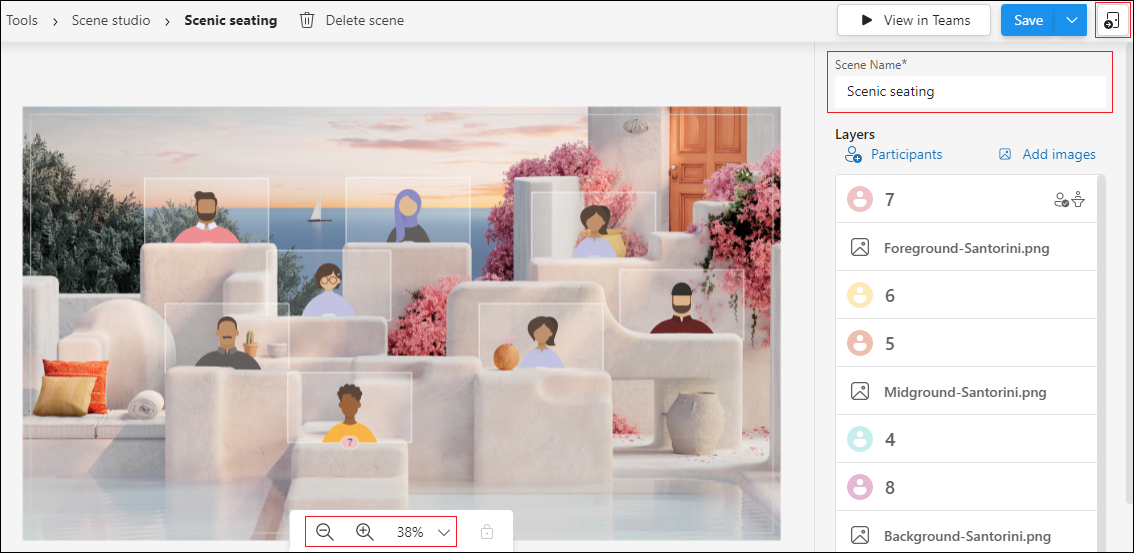 Tools > Scene studio > Scenic seating Delete scene View in Teams Save
Scene Name*
Scenic seating
Layers
Participants Add images
7
Foreground-Santorini.png
6
5
Midground-Santorini.png
4
8
Background-Santorini.png
7
38%